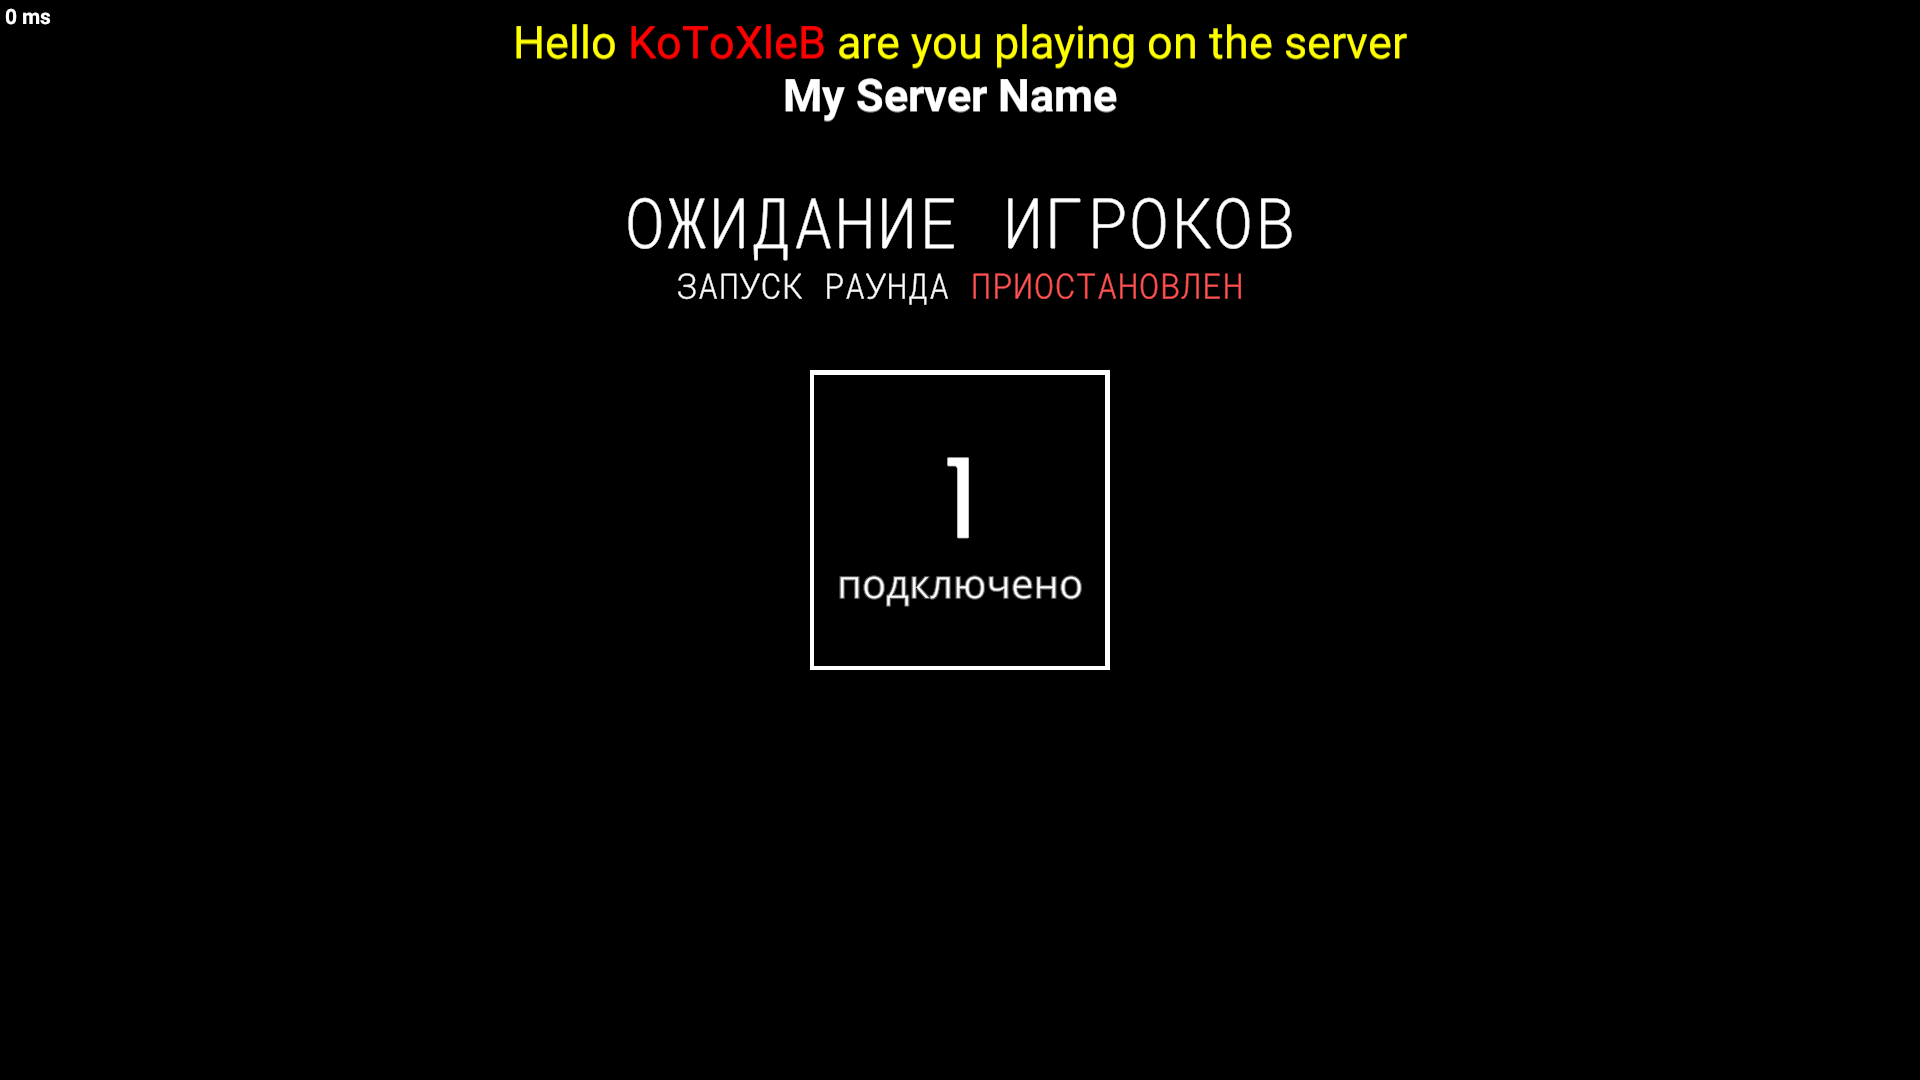 0 ms
Hello KoToXleB are you playing on the server
My Server Name
ОЖИДАНИЕ ИГРОКОВ
ЗАПУСК РАУНДА ПРИОСТАНОВЛЕН
1
подключено